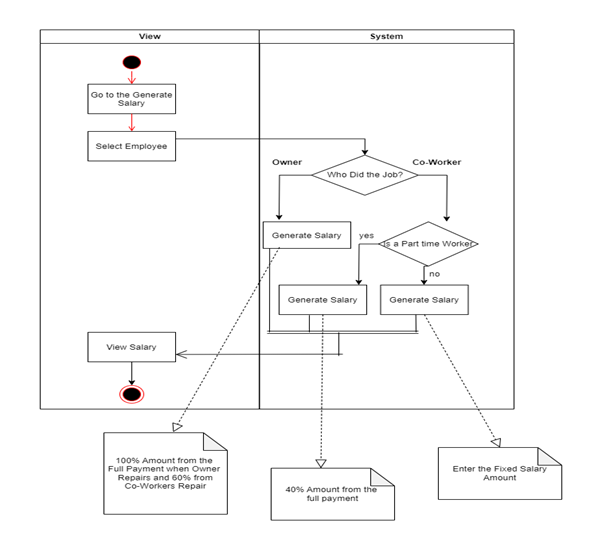 View
System
Go to the Generate
Salary
Select Employee
Owner
Co-Worker
Who Did the Job?
Generate Salary
yes
Is a Part time Worker
no
Generate Salary
Generate Salary
View Salary
100% Amount from the
Full Payment when Owner
Repairs and 60% from
Co-Workers Repair
40% Amount from the
full payment
Enter the Fixed Salary
Amount